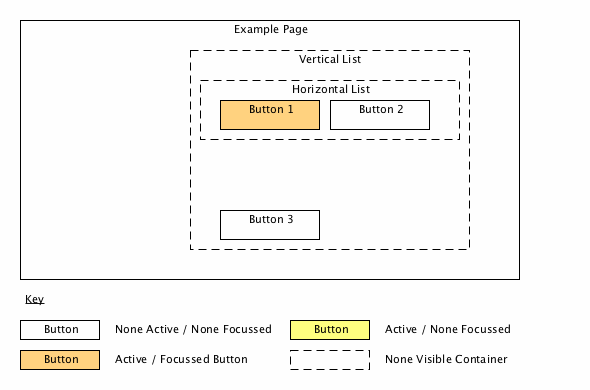 Example Page
Vertical List
Horizontal List
Button 1 Button 2
Button 3
Key
Button None Active / None Focussed Button Active / None Focussed
Button Active / Focussed Button None Visible Container